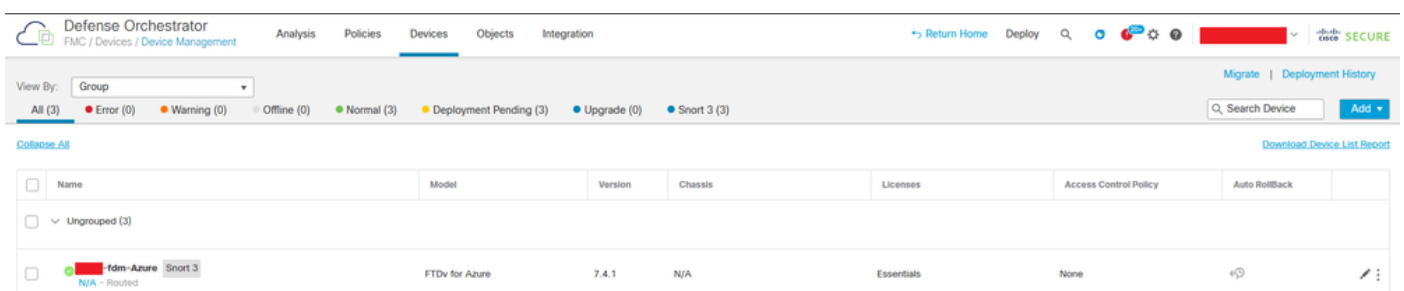 Defense Orchestrator
FMC / Devices / Device Management
Analysis Policies Devices Objects Integration
Return Home Deploy 20+ cisco SECURE
Migrate | Deployment History
View By: Group
All (3) Error (0) Warning (0) Offline (0) Normal (3) Deployment Pending (3) Upgrade (0) Snort 3 (3)
Search Device Add
Collapse All Download Device List Report
Name Model Version Chassis Licenses Access Control Policy Auto RollBack
Ungrouped (3)
-fdm-Azure Snort 3
FTDv for Azure 7.4.1 N/A Essentials None
N/A - Routed